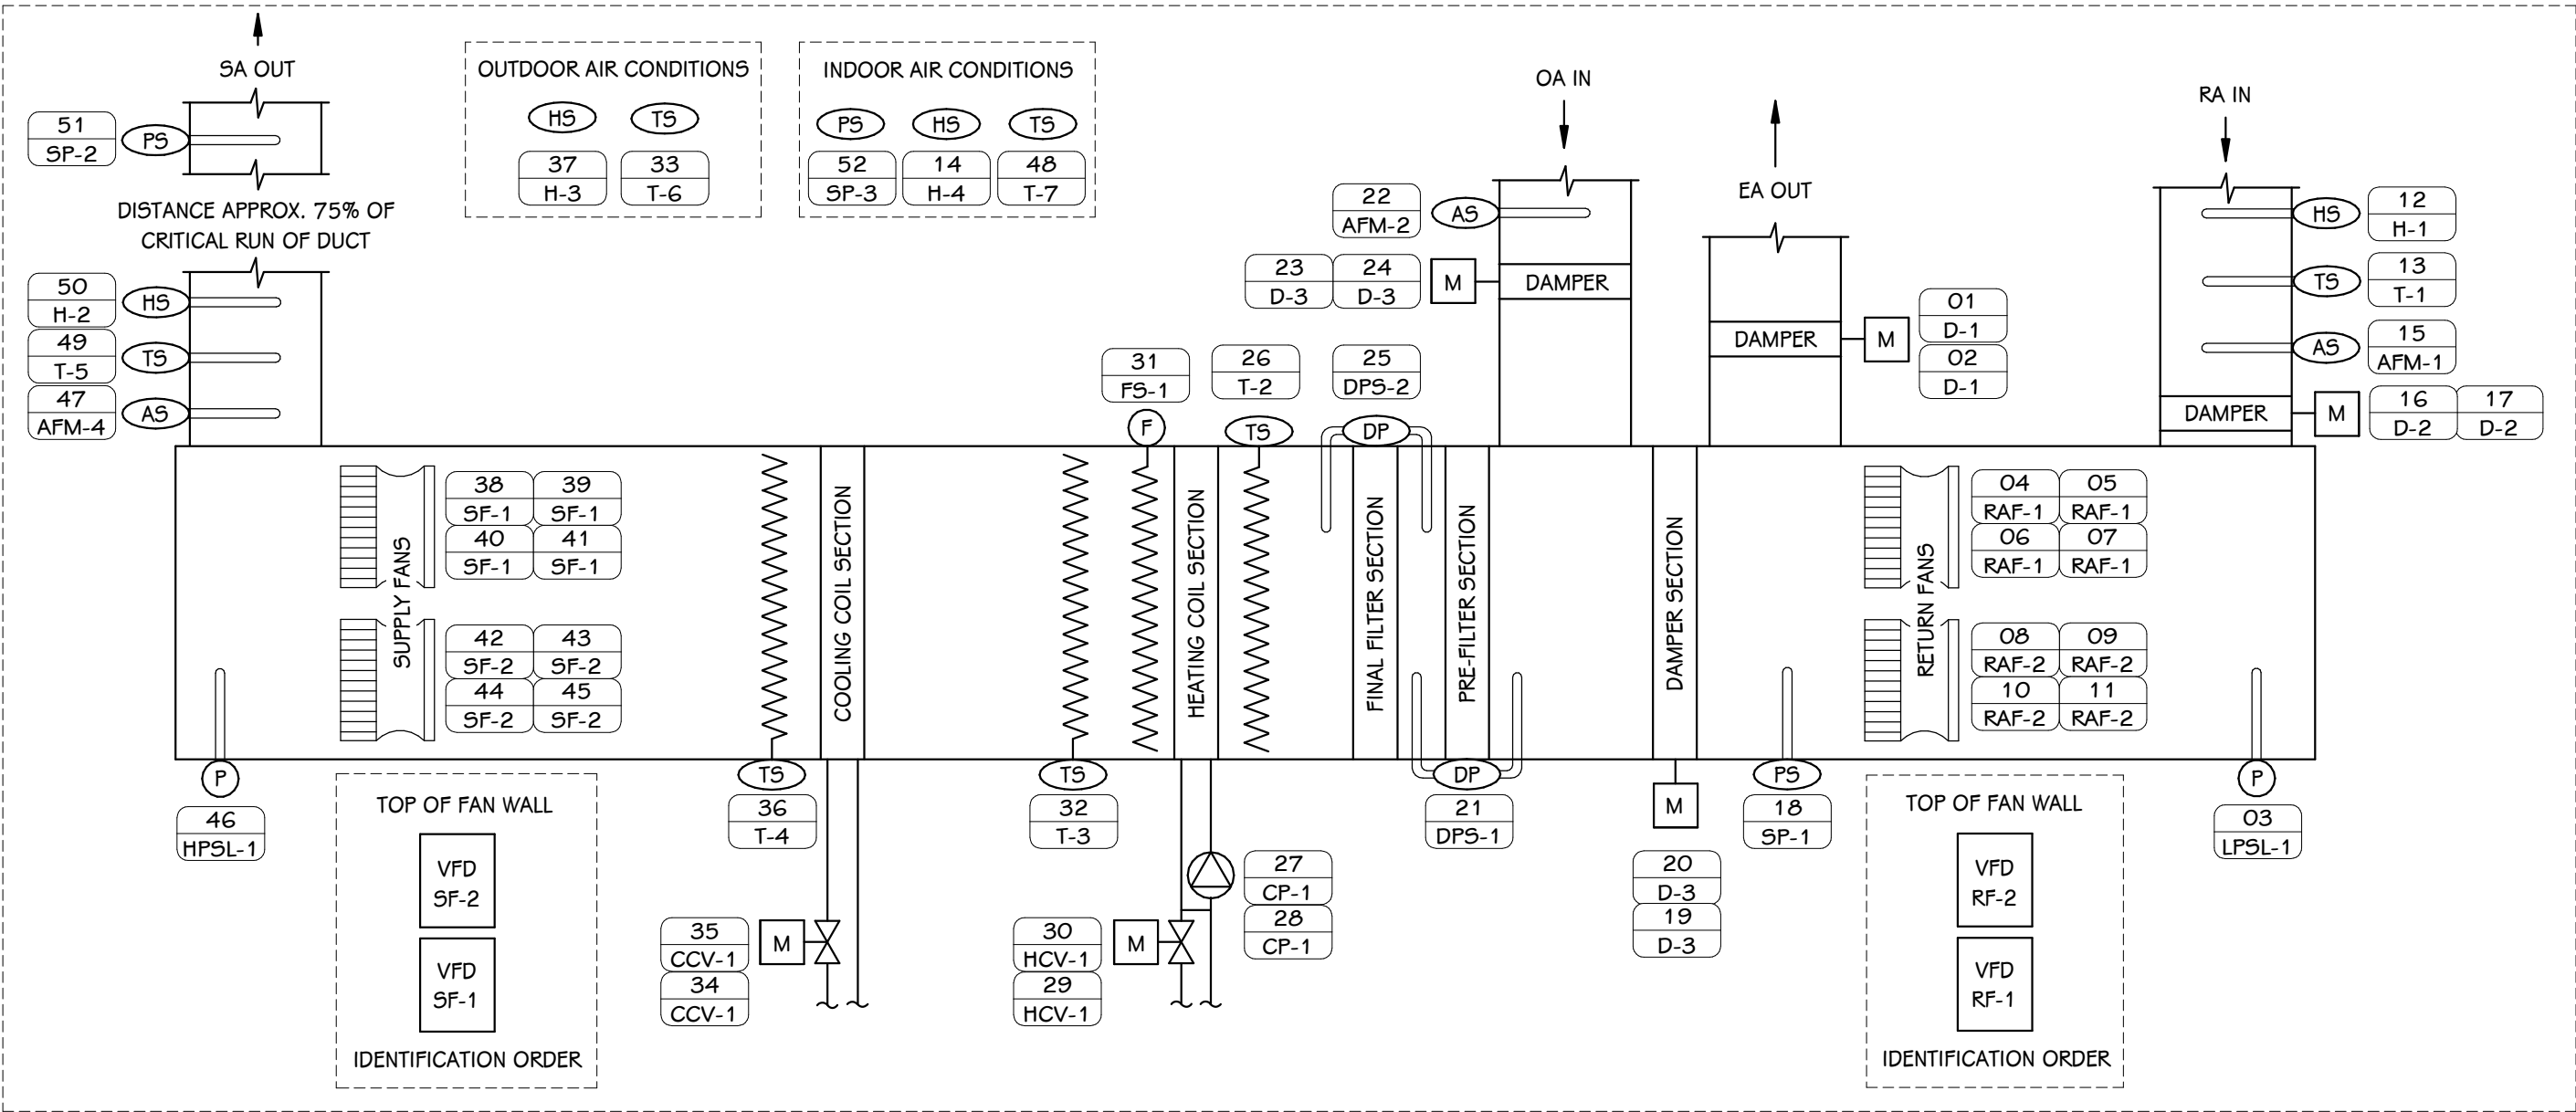 SA OUT
51
SP-2
PS
DISTANCE APPROX. 75% OF
CRITICAL RUN OF DUCT
50
H-2
HS
49
T-5
TS
47
AFM-4
AS
OUTDOOR AIR CONDITIONS
HS
TS
37
H-3
33
T-6
INDOOR AIR CONDITIONS
PS
HS
TS
52
SP-3
14
H-4
48
T-7
OA IN
22
AFM-2
AS
23
D-3
24
D-3
M
DAMPER
EA OUT
DAMPER
M
01
D-1
02
D-1
RA IN
HS
12
H-1
TS
13
T-1
AS
15
AFM-1
DAMPER
M
16
D-2
17
D-2
31
FS-1
F
26
T-2
TS
25
DPS-2
DP
SUPPLY FANS
38
SF-1
39
SF-1
40
SF-1
41
SF-1
42
SF-2
43
SF-2
44
SF-2
45
SF-2
COOLING COIL SECTION
HEATING COIL SECTION
FINAL FILTER SECTION
PRE-FILTER SECTION
DAMPER SECTION
RETURN FANS
04
RAF-1
05
RAF-1
06
RAF-1
07
RAF-1
08
RAF-2
09
RAF-2
10
RAF-2
11
RAF-2
P
46
HPSL-1
TOP OF FAN WALL
VFD
SF-2
VFD
SF-1
IDENTIFICATION ORDER
TS
36
T-4
35
CCV-1
34
CCV-1
M
TS
32
T-3
30
HCV-1
29
HCV-1
M
27
CP-1
28
CP-1
DP
21
DPS-1
M
20
D-3
19
D-3
PS
18
SP-1
TOP OF FAN WALL
VFD
RF-2
VFD
RF-1
IDENTIFICATION ORDER
P
03
LPSL-1